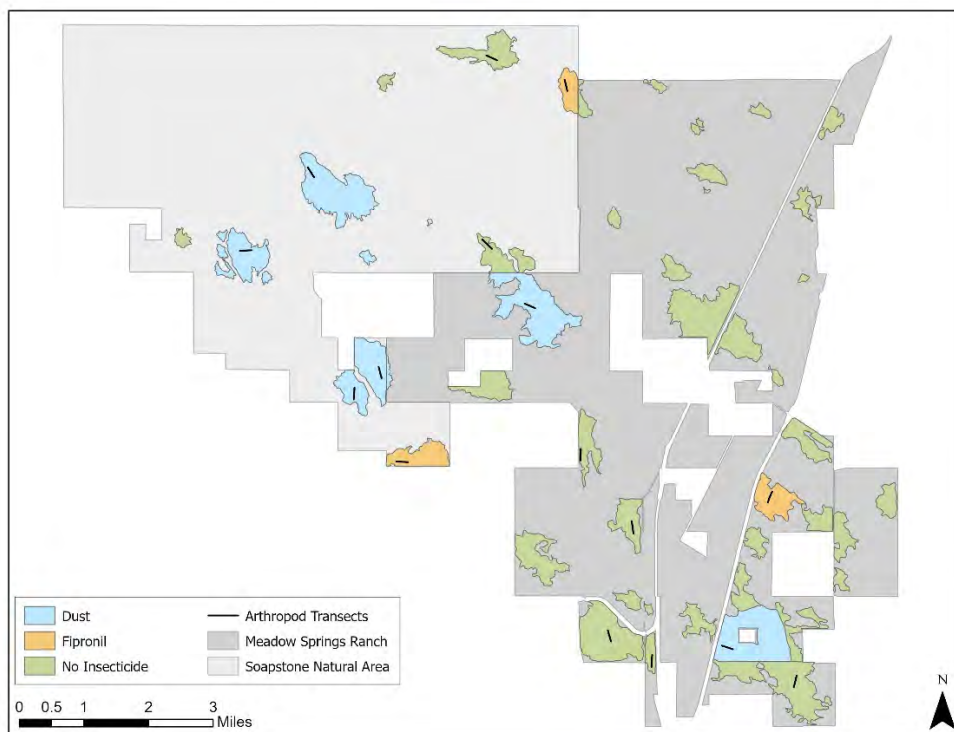 Dust
Fipronil
No Insecticide
Arthropod Transects
Meadow Springs Ranch
Soapstone Natural Area
0 0.5 1 2 3
Miles
N